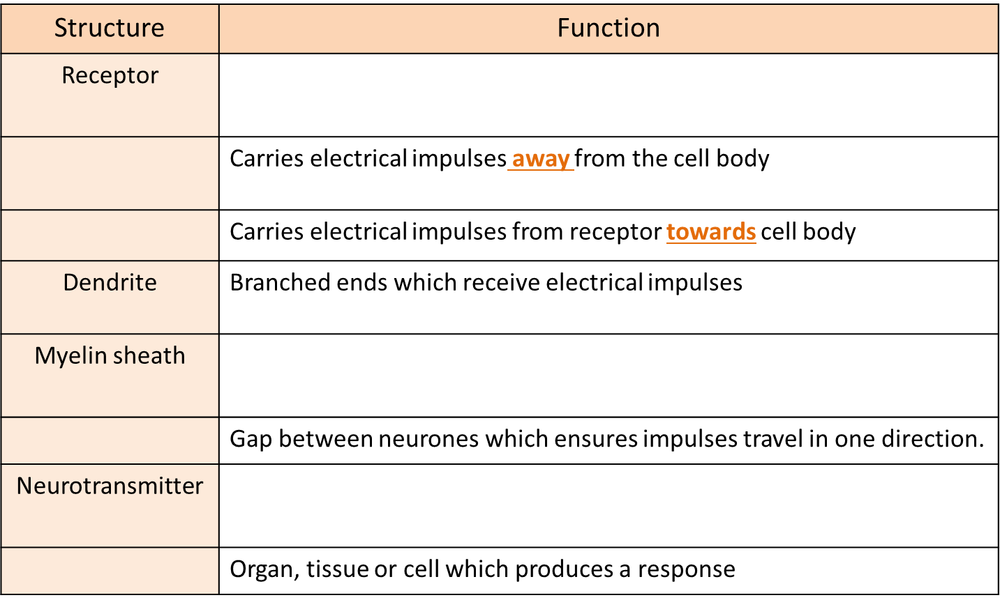 Structure Function
Receptor
Carries electrical impulses away from the cell body
Carries electrical impulses from receptor towards cell body
Dendrite Branched ends which receive electrical impulses
Myelin sheath
Gap between neurones which ensures impulses travel in one direction.
Neurotransmitter
Organ, tissue or cell which produces a response